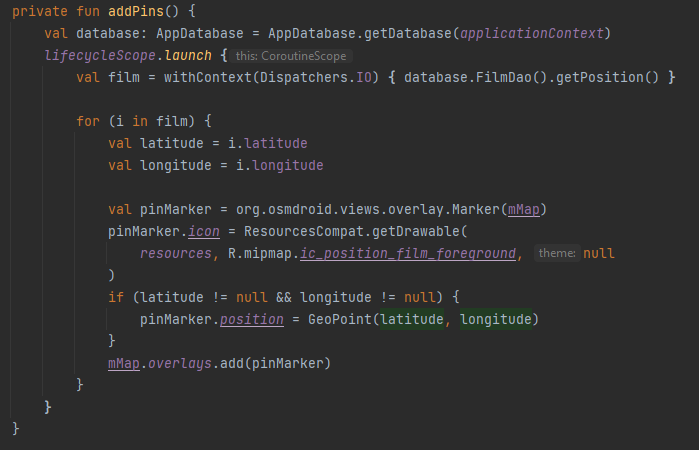 private fun addPins() {
val database: AppDatabase = AppDatabase.getDatabase(applicationContext)
lifecycleScope.launch { this: CoroutineScope
val film = withContext(Dispatchers.IO) { database.FilmDao().getPosition() }
for (i in film) {
val latitude = i.latitude
val longitude = i.longitude
val pinMarker = org.osmdroid.views.overlay.Marker(mMap)
pinMarker.icon = ResourcesCompat.getDrawable(
resources, R.mipmap.ic_position_film_foreground, theme: null
)
if (latitude != null && longitude != null) {
pinMarker.position = GeoPoint(latitude, longitude)
}
mMap.overlays.add(pinMarker)
}
}
}